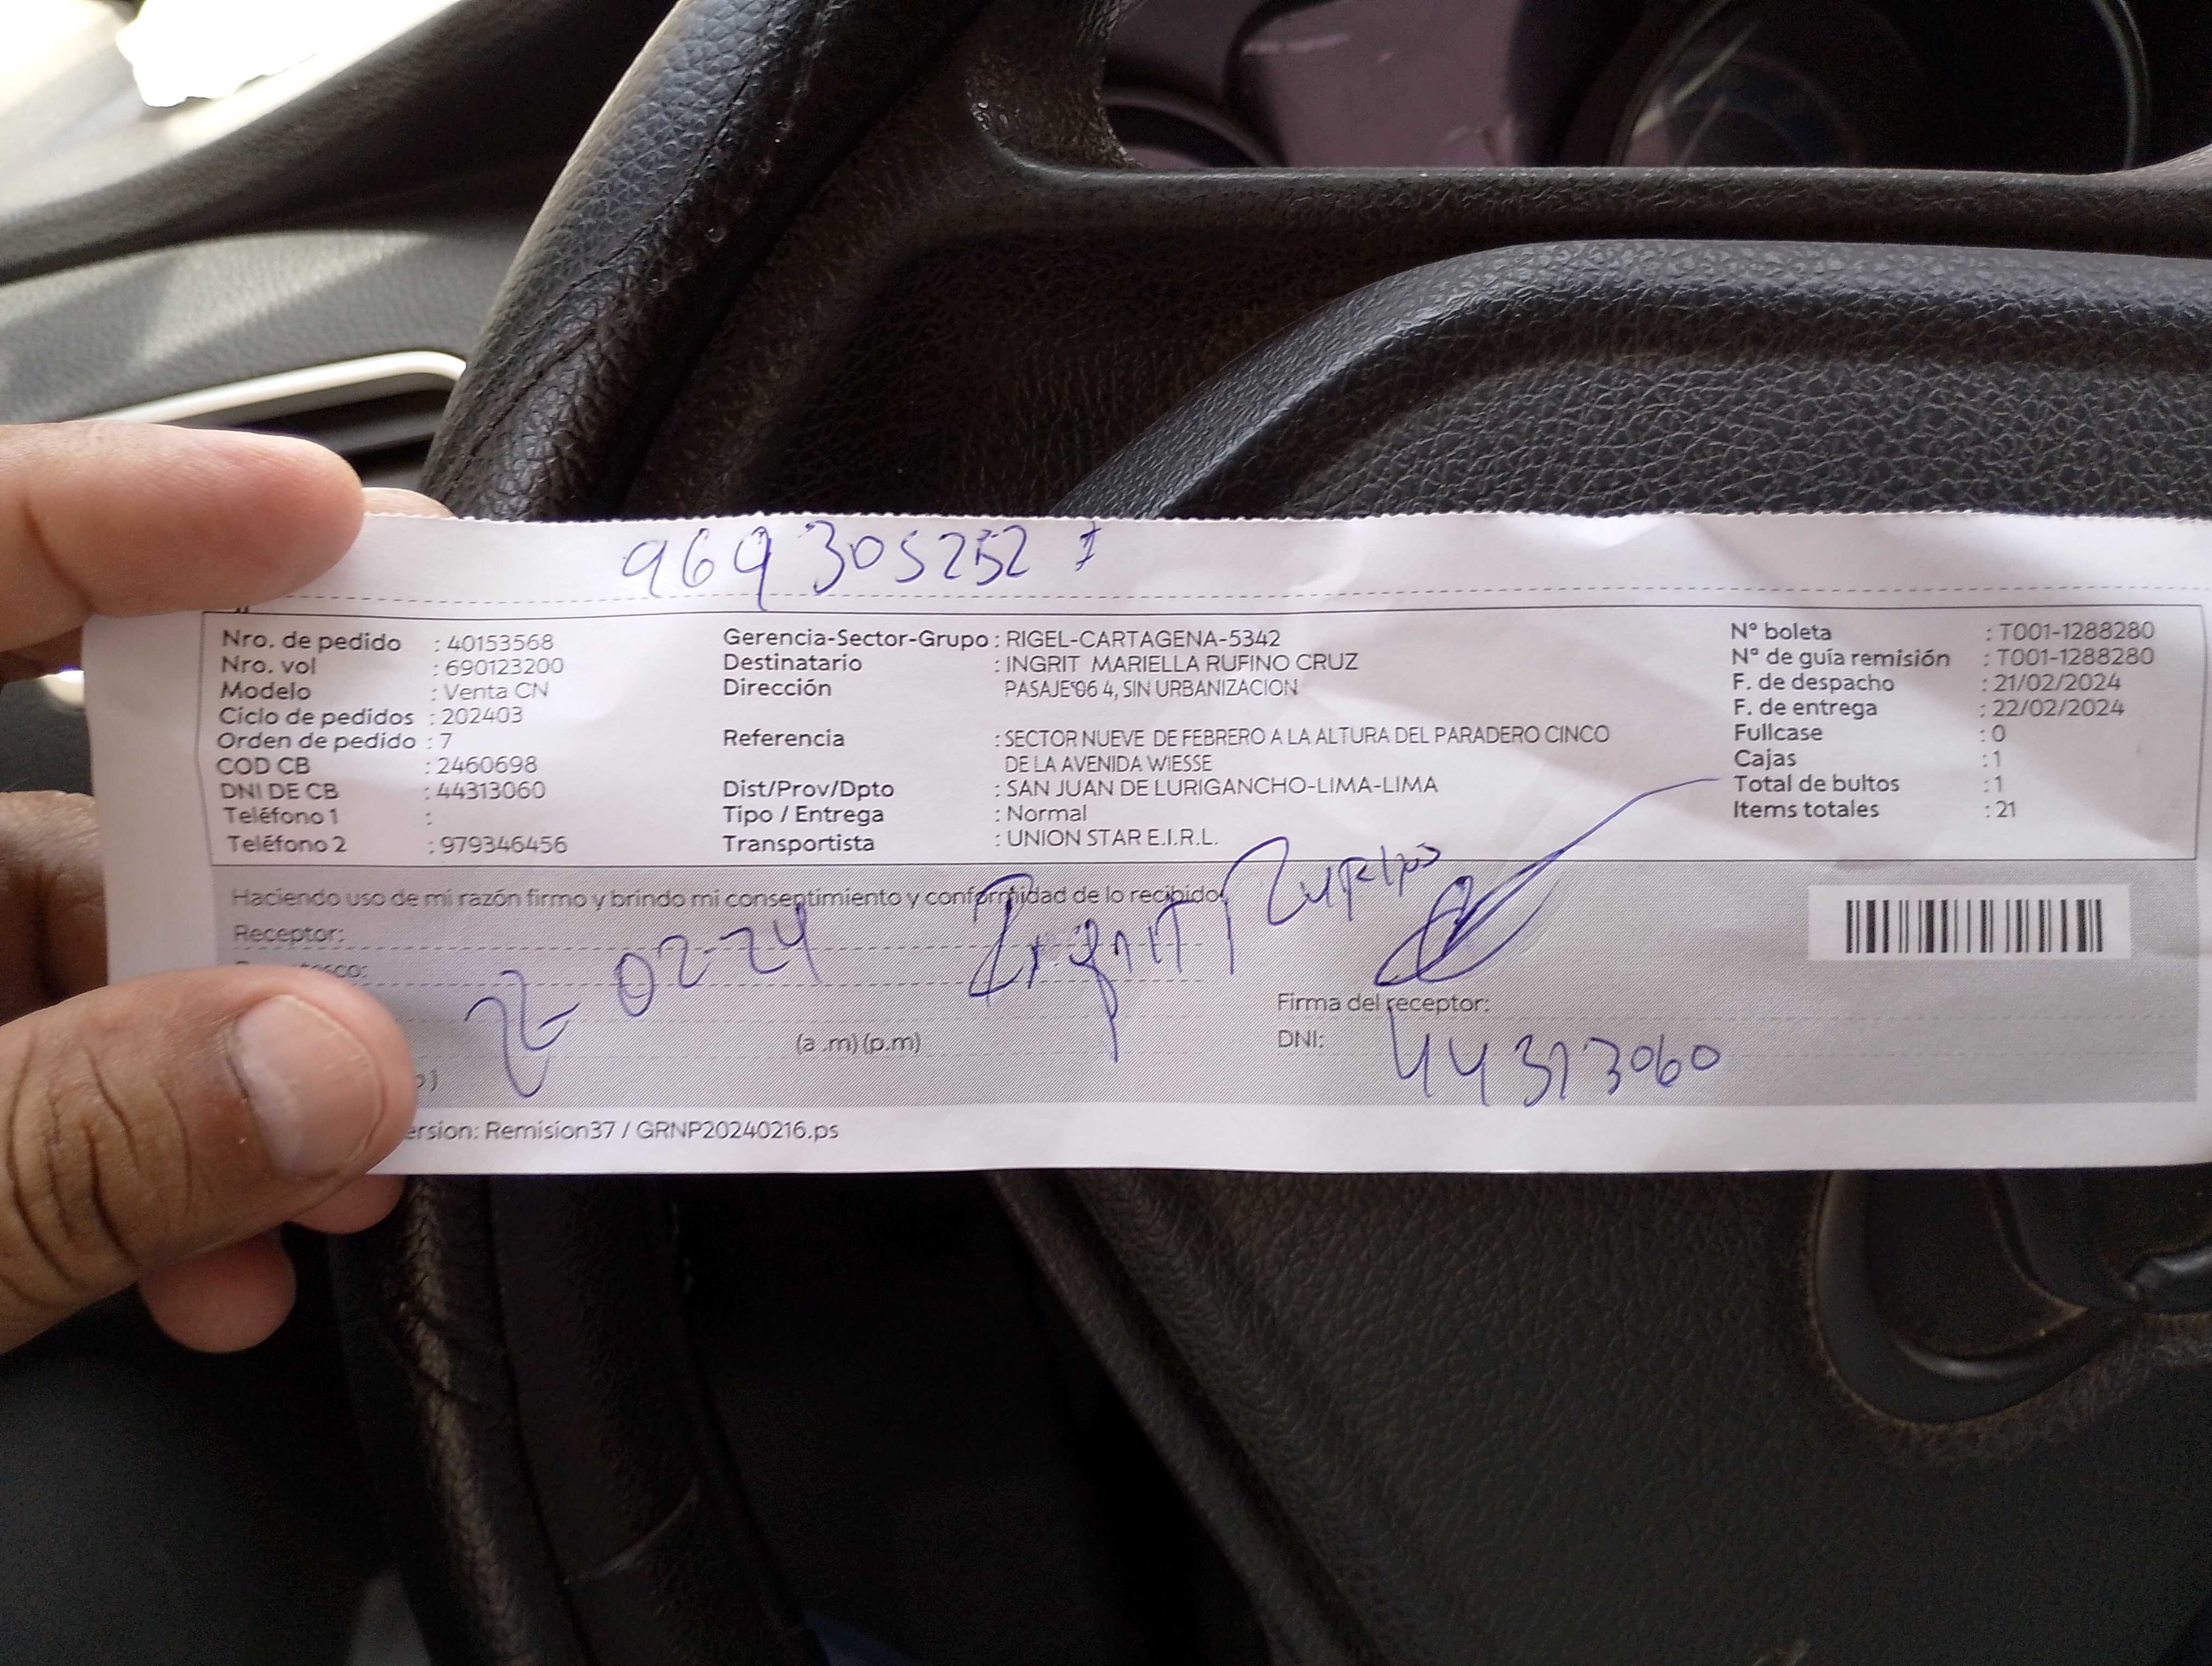 969 305252
Nro. de pedido : 40153568
Nro. vol : 690123200
Modelo : Venta CN
Ciclo de pedidos : 202403
Orden de pedido : 7
COD CB : 2460698
DNI DE CB : 44313060
Teléfono 1 :
Teléfono 2 : 979346456
Gerencia-Sector-Grupo : RIGEL-CARTAGENA-5342
Destinatario : INGRIT MARIELLA RUFINO CRUZ
Dirección PASAJE 06 4, SIN URBANIZACION
Referencia : SECTOR NUEVE DE FEBRERO A LA ALTURA DEL PARADERO CINCO
DE LA AVENIDA WIESSE
Dist/Prov/Dpto : SAN JUAN DE LURIGANCHO-LIMA-LIMA
Tipo / Entrega : Normal
Transportista : UNION STAR E.I.R.L.
N° boleta : T001-1288280
N° de guía remisión : T001-1288280
F. de despacho : 21/02/2024
F. de entrega : 22/02/2024
Fullcase : 0
Cajas : 1
Total de bultos : 1
Items totales : 21
Haciendo uso de mi razón firmo y brindo mi consentimiento y conformidad de lo recibido
Receptor:
22 02-24 Ingrit Rufino
(a .m) (p.m)
Firma del receptor:
DNI: 44313060
ersion: Remision37 / GRNP20240216.ps